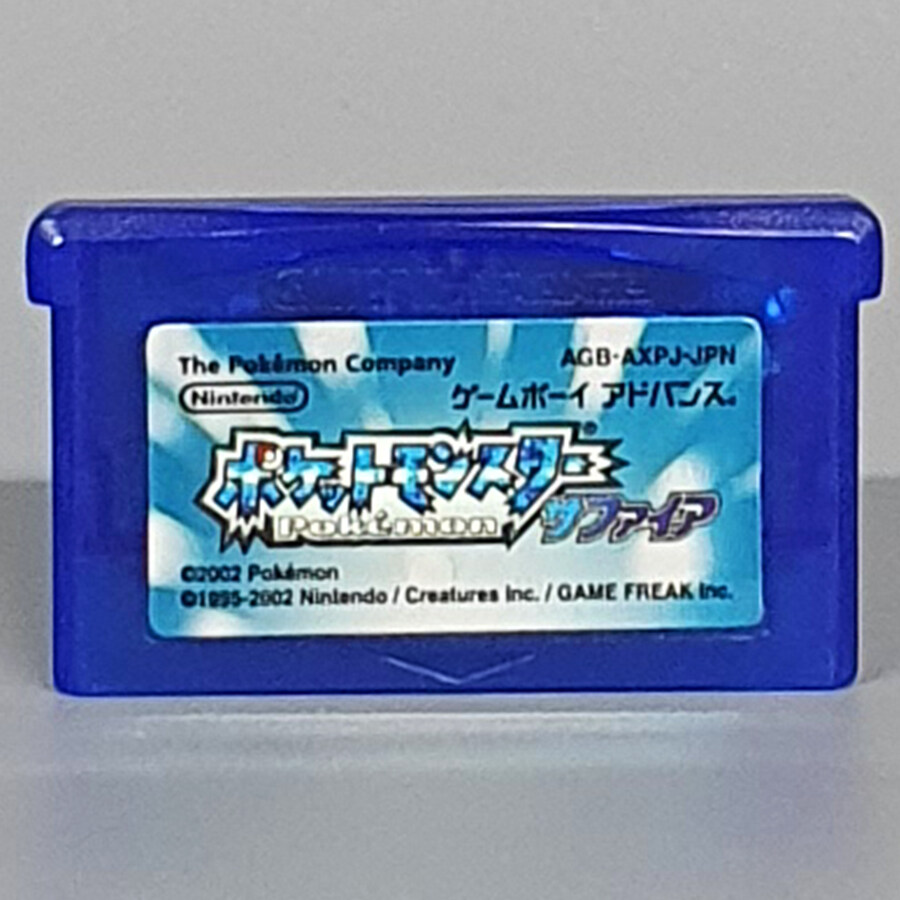 The Pokémon Company AGB-AXPJ-JPN
Nintendo ゲームボーイ アドバンス®
ポケットモンスター®
Pokémon サファイア
©2002 Pokémon
©1995-2002 Nintendo / Creatures inc. / GAME FREAK inc.